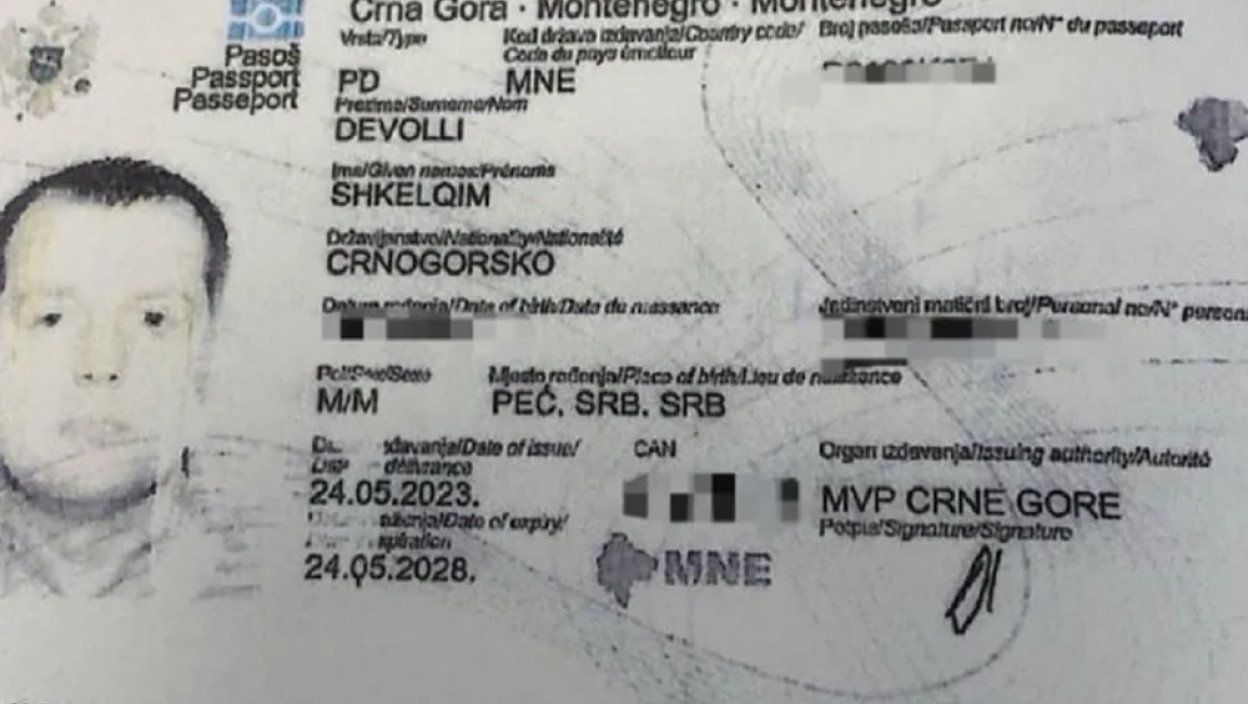 Crna Gora · Montenegro · Monténégro
Pasoš
Passport
Passeport
Vrsta/Type
Kod države izdavanja/Country code/
Code du pays émetteur
Broj pasoša/Passport no/N° du passeport
PD
MNE
Prezime/Surname/Nom
DEVOLLI
Ime/Given names/Prénoms
SHKELQIM
Državljanstvo/Nationality/Nationalité
CRNOGORSKO
Datum rođenja/Date of birth/Date de naissance
Jedinstveni matični broj/Personal no/N° person
Pol/Sex/Sexe
Mjesto rođenja/Place of birth/Lieu de naissance
M/M
PEĆ, SRB, SRB
izdavanja/Date of issue/
délivrance
24.05.2023.
CAN
Organ izdavanja/Issuing authority/Autorité
MVP CRNE GORE
/Date of expiry/
24.05.2028.
MNE
Potpis/Signature/Signature